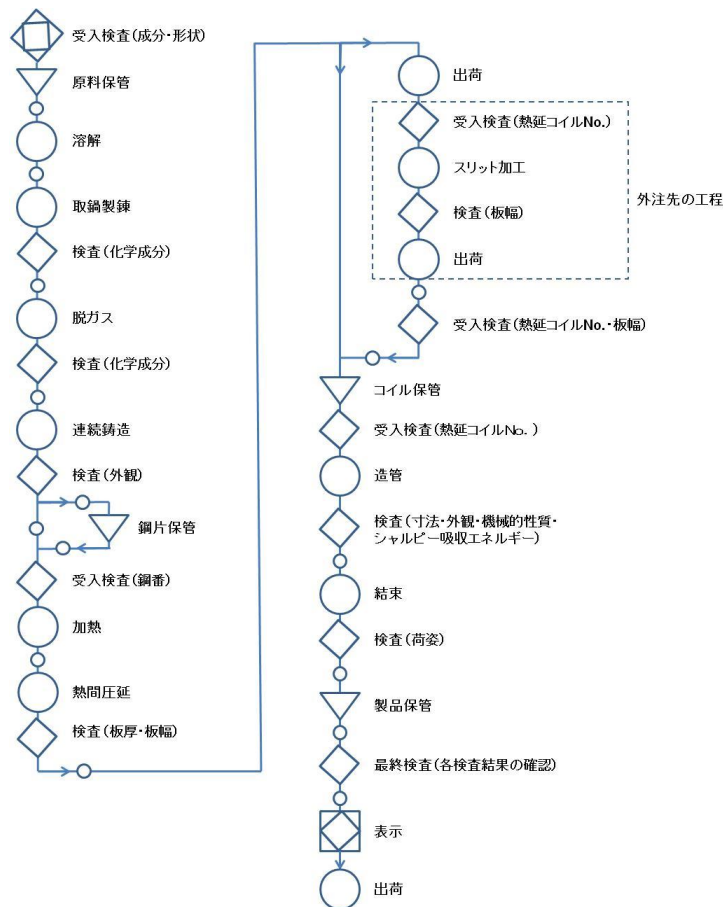 受入検査(成分・形状)
原料保管
溶解
取鍋製錬
検査(化学成分)
脱ガス
検査(化学成分)
連続鋳造
検査(外観)
鋼片保管
受入検査(鋼番)
加熱
熱間圧延
検査(板厚・板幅)
出荷
受入検査(熱延コイルNo.)
スリット加工
検査(板幅)
出荷
外注先の工程
受入検査(熱延コイルNo.・板幅)
コイル保管
受入検査(熱延コイルNo. )
造管
検査(寸法・外観・機械的性質・
シャルピー吸収エネルギー)
結束
検査(荷姿)
製品保管
最終検査(各検査結果の確認)
表示
出荷